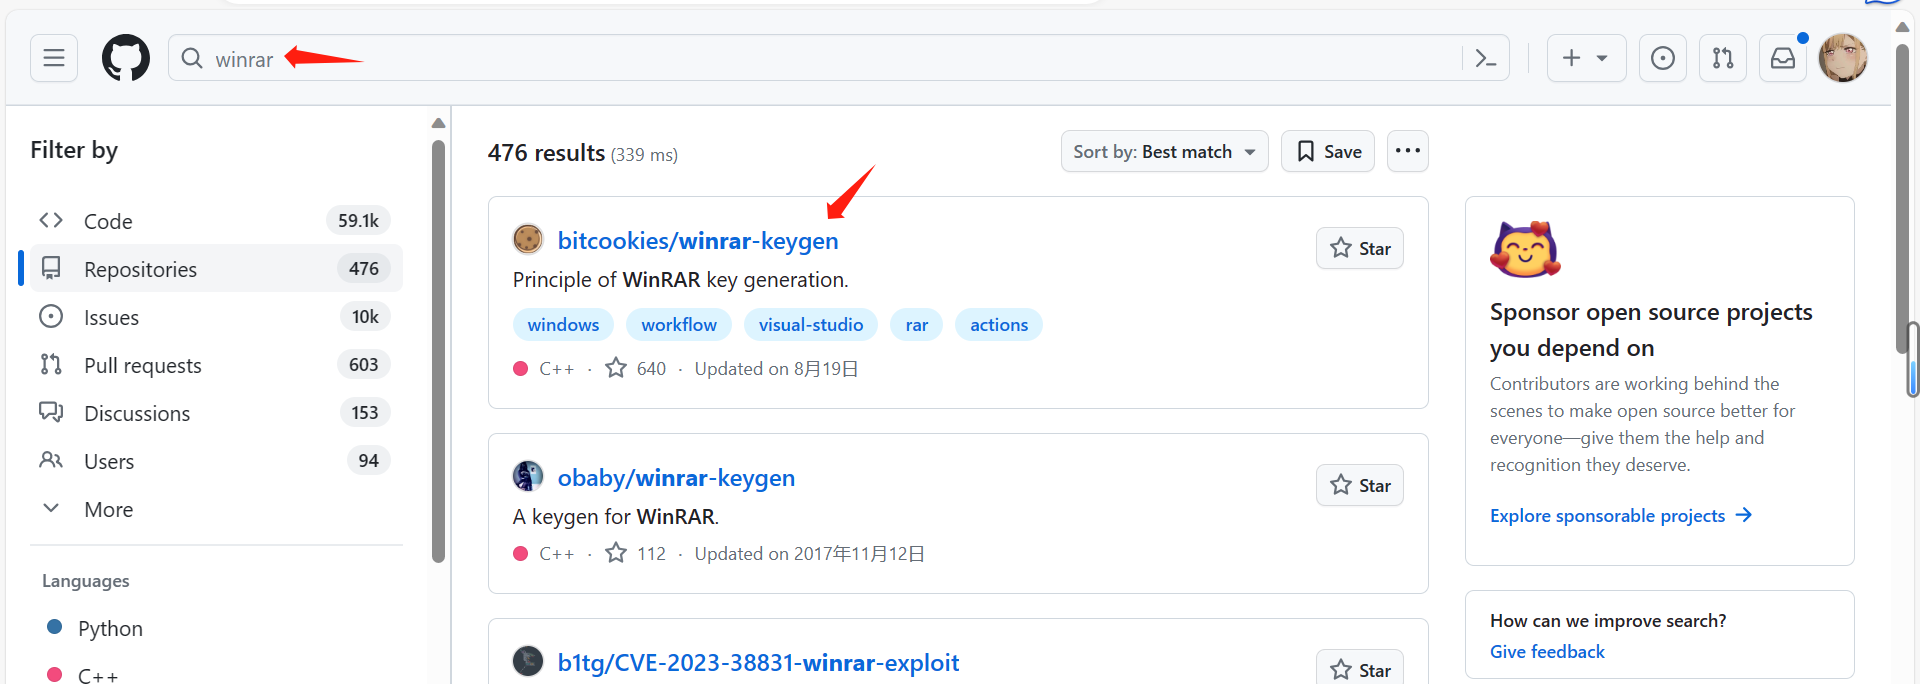 winrar
Filter by
Code 59.1k
Repositories 476
Issues 10k
Pull requests 603
Discussions 153
Users 94
More
Languages
Python
C++
476 results (339 ms)
Sort by: Best match
Save
bitcookies/winrar-keygen
Star
Principle of WinRAR key generation.
windows workflow visual-studio rar actions
C++ · 640 · Updated on 8月19日
obaby/winrar-keygen
Star
A keygen for WinRAR.
C++ · 112 · Updated on 2017年11月12日
b1tg/CVE-2023-38831-winrar-exploit
Star
Sponsor open source projects
you depend on
Contributors are working behind the
scenes to make open source better for
everyone—give them the help and
recognition they deserve.
Explore sponsorable projects
How can we improve search?
Give feedback